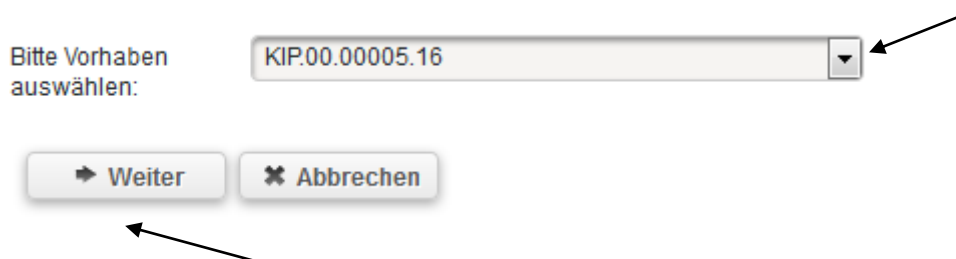 Bitte Vorhaben
auswählen:
KIP.00.00005.16
Weiter
Abbrechen